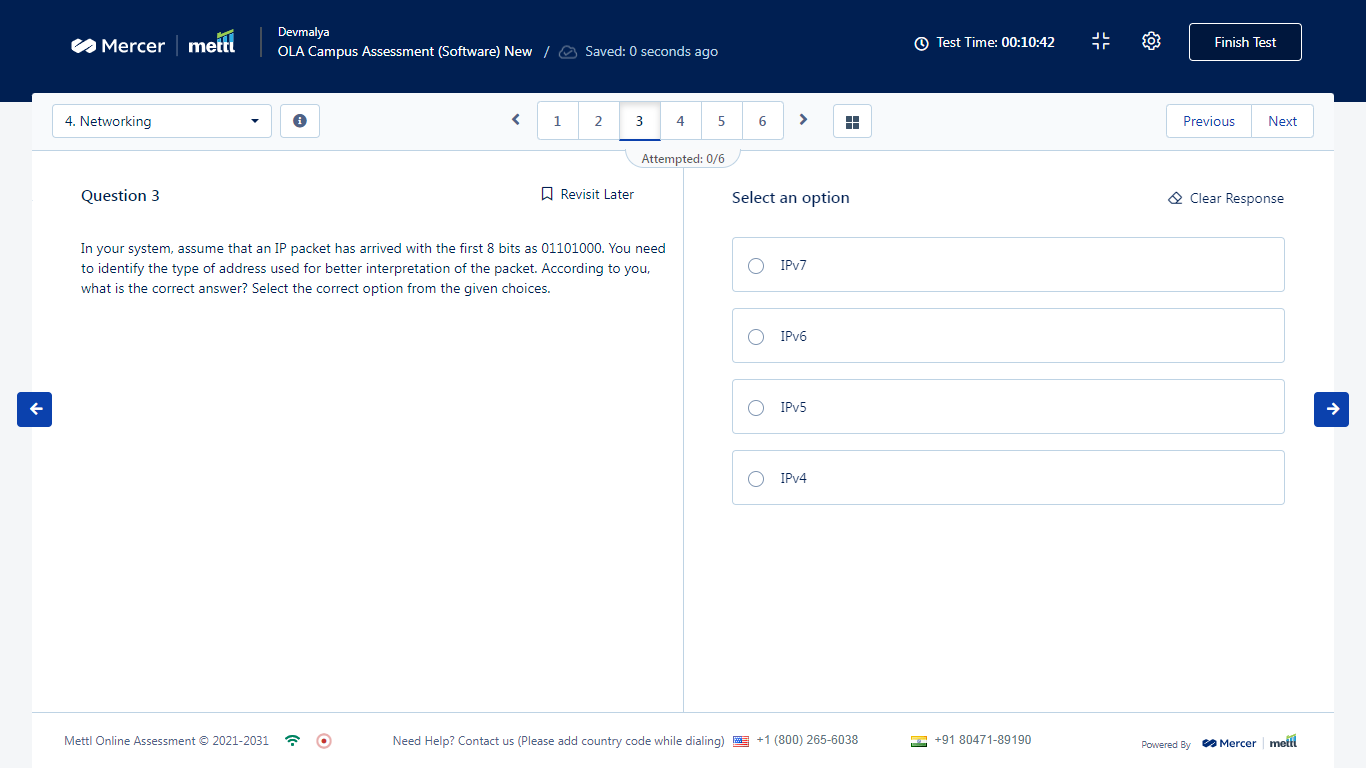 Mercer mettl
Devmalya
OLA Campus Assessment (Software) New / Saved: 0 seconds ago
Test Time: 00:10:42
Finish Test
4. Networking
1 2 3 4 5 6
Previous Next
Attempted: 0/6
Question 3
Revisit Later
In your system, assume that an IP packet has arrived with the first 8 bits as 01101000. You need
to identify the type of address used for better interpretation of the packet. According to you,
what is the correct answer? Select the correct option from the given choices.
Select an option
Clear Response
IPv7
IPv6
IPv5
IPv4
Mettl Online Assessment © 2021-2031
Need Help? Contact us (Please add country code while dialing) +1 (800) 265-6038 +91 80471-89190
Powered By Mercer mettl